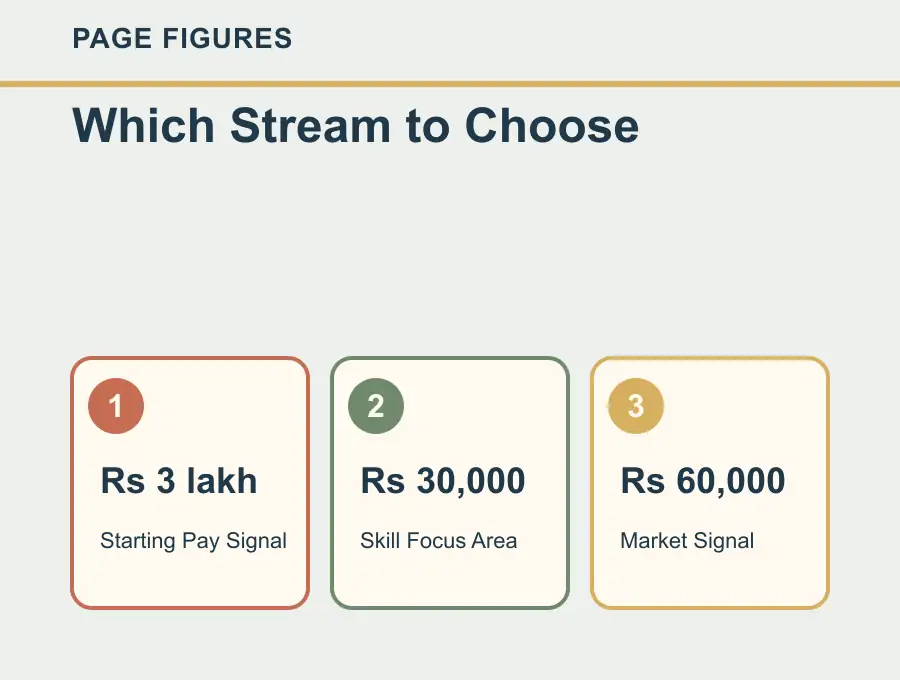 PAGE FIGURES
Which Stream to Choose
1
Rs 3 lakh
Starting Pay Signal
2
Rs 30,000
Skill Focus Area
3
Rs 60,000
Market Signal